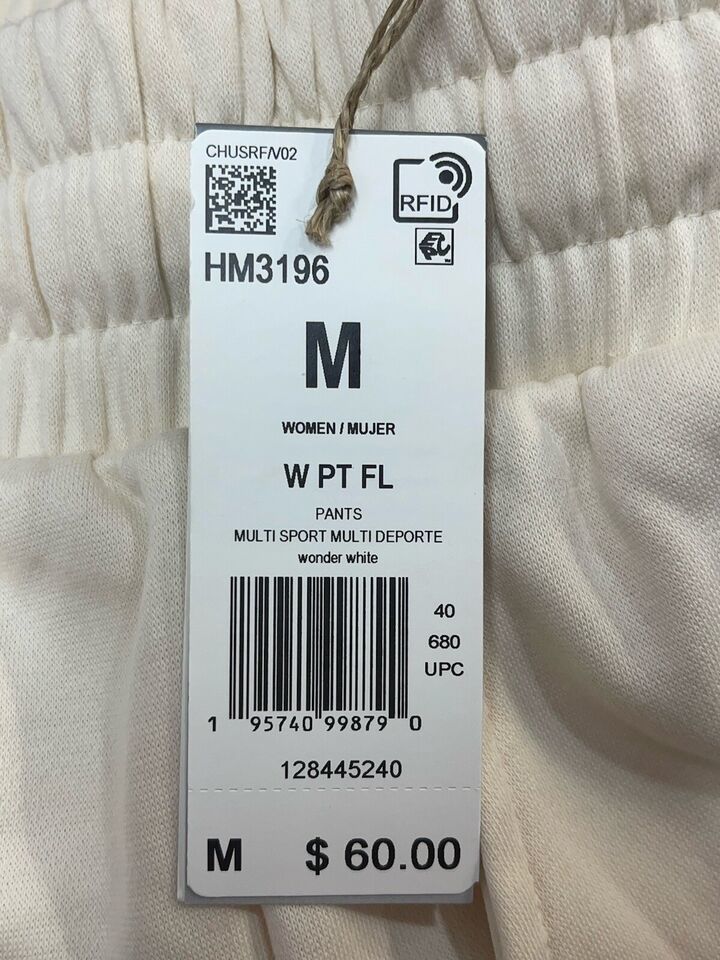 CHUSRF/V02
RFID
HM3196
M
WOMEN / MUJER
W PT FL
PANTS
MULTI SPORT MULTI DEPORTE
wonder white
40
680
UPC
1 95740 99879 0
128445240
M $ 60.00